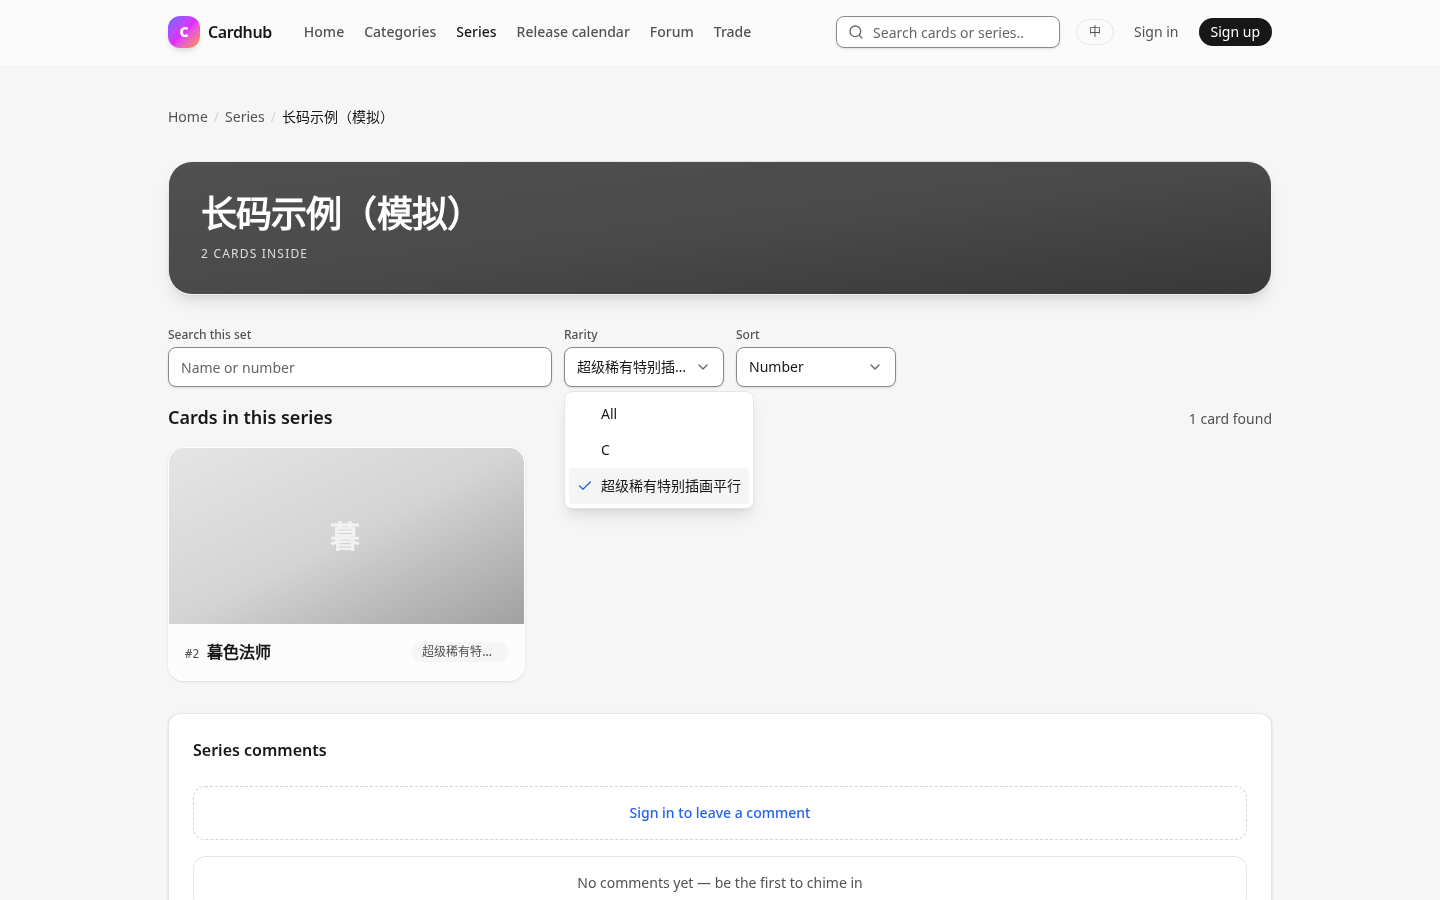 C Cardhub Home Categories Series Release calendar Forum Trade Search cards or series.. 中 Sign in Sign up
Home / Series / 长码示例（模拟）
长码示例（模拟）
2 CARDS INSIDE
Search this set Rarity Sort
Name or number 超级稀有特别插... Number
Cards in this series 1 card found
All
C
超级稀有特别插画平行
暮
#2 暮色法师 超级稀有特...
Series comments
Sign in to leave a comment
No comments yet — be the first to chime in